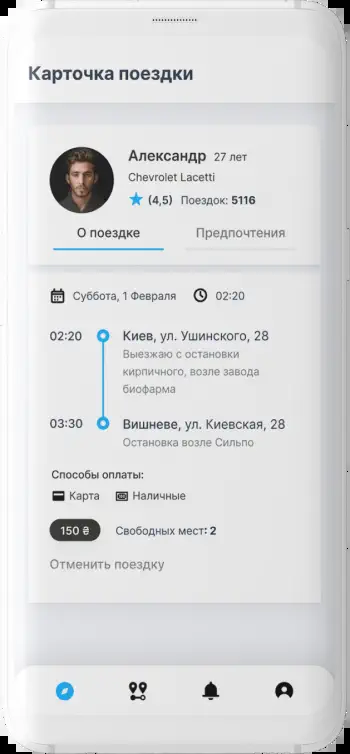 Карточка поездки
Александр 27 лет
Chevrolet Lacetti
(4,5) Поездок: 5116
О поездке Предпочтения
Суббота, 1 Февраля 02:20
02:20 Киев, ул. Ушинского, 28
Выезжаю с остановки
кирпичного, возле завода
биофарма
03:30 Вишневе, ул. Киевская, 28
Остановка возле Сильпо
Способы оплаты:
Карта Наличные
150 ₴ Свободных мест: 2
Отменить поездку